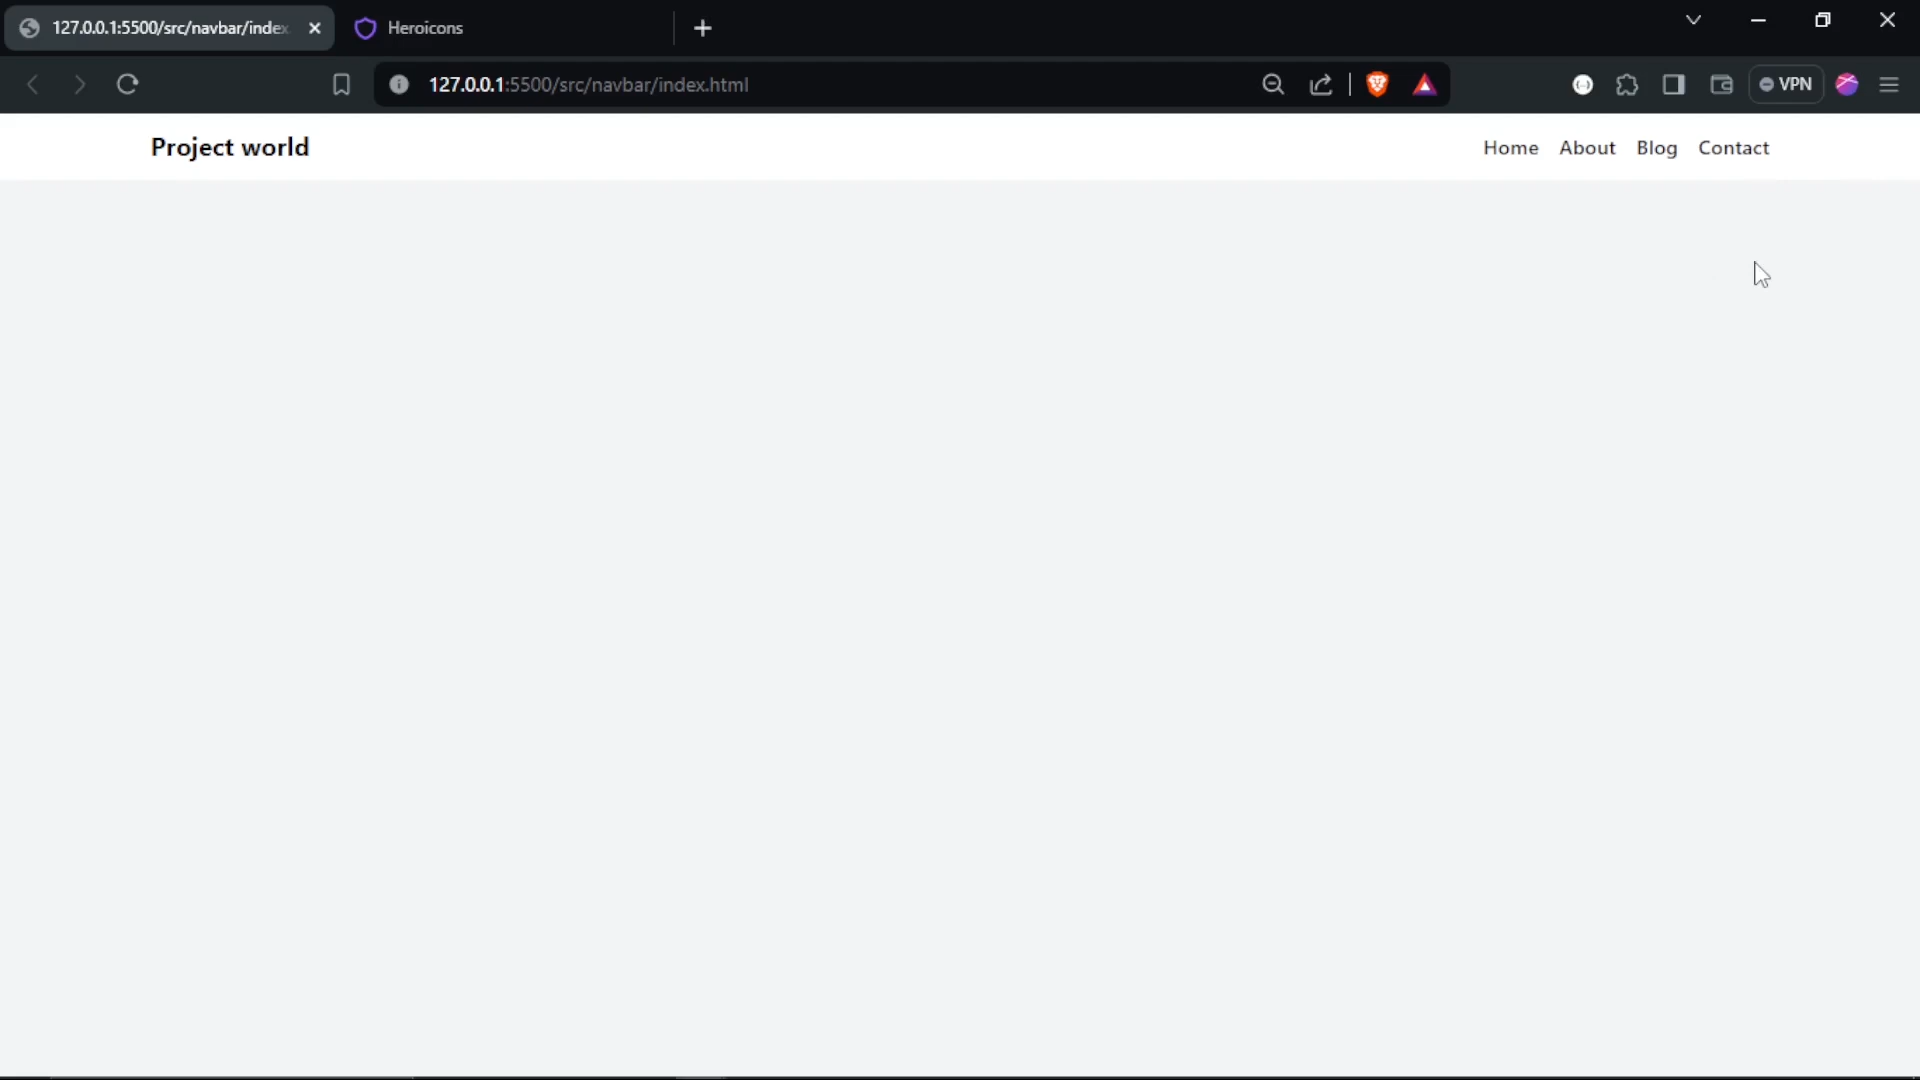 127.0.0.1:5500/src/navbar/index
Heroicons
127.0.0.1:5500/src/navbar/index.html
VPN
Project world
Home About Blog Contact